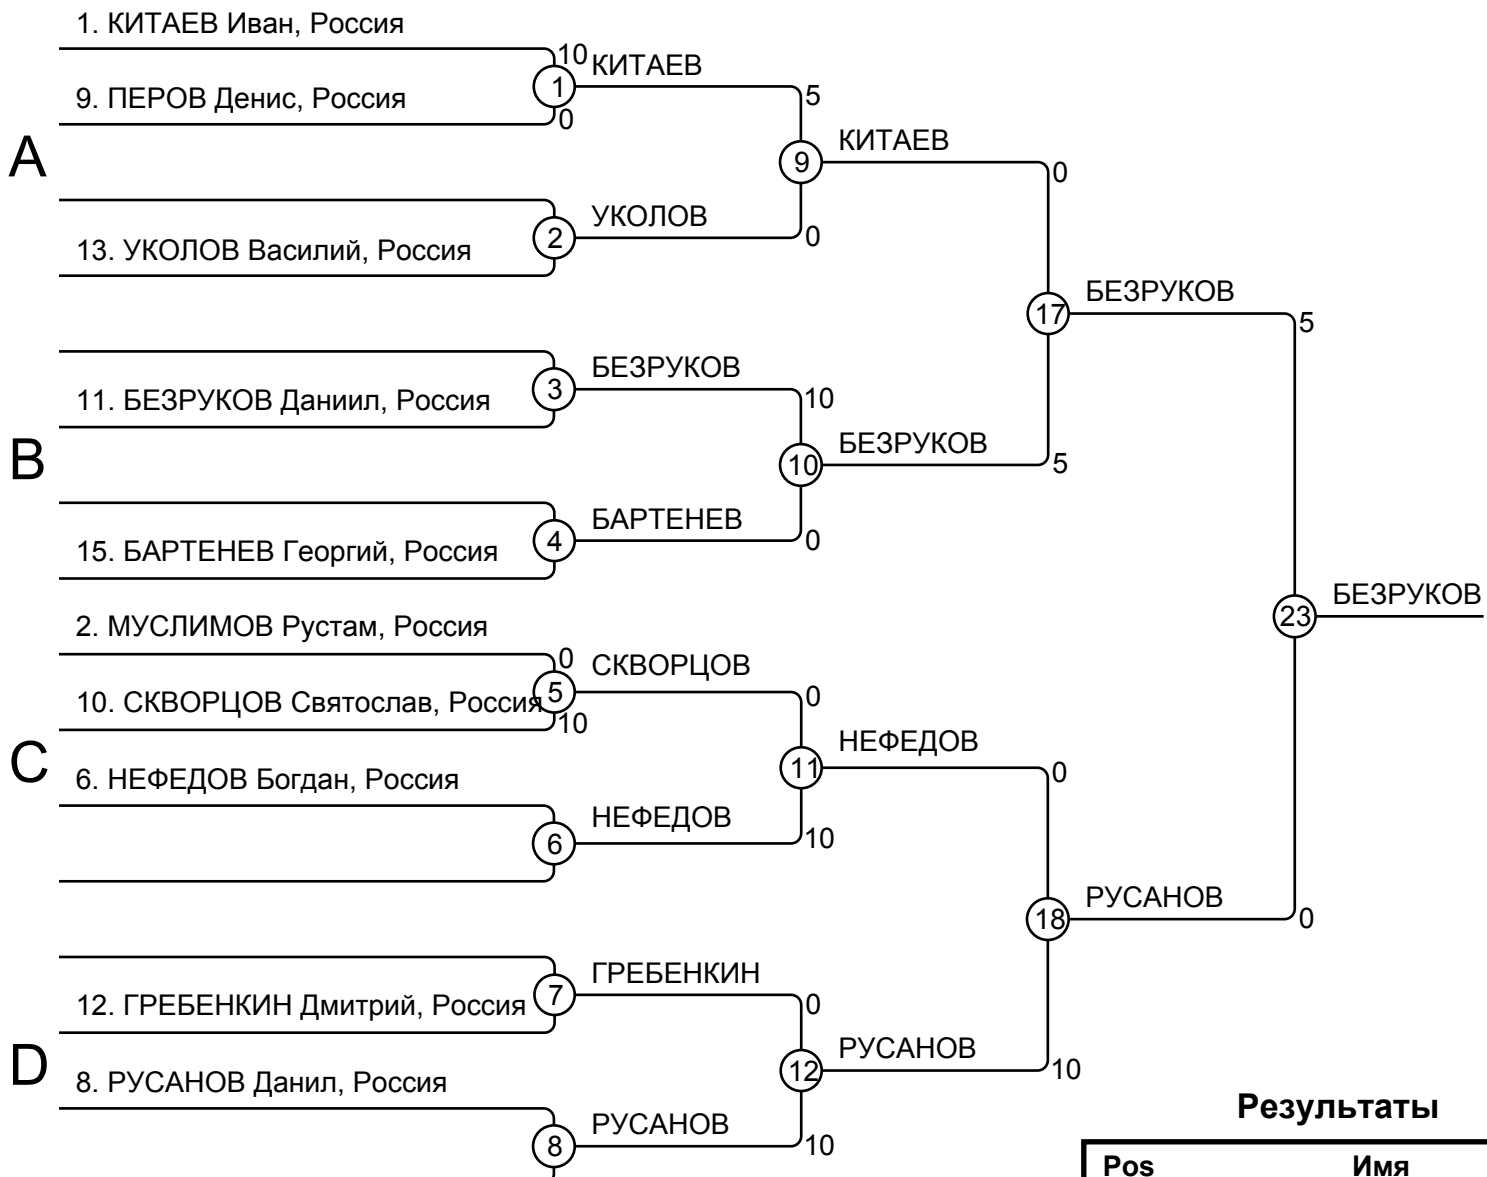 1. КИТАЕВ Иван, Россия
10
КИТАЕВ
1
5
9. ПЕРОВ Денис, Россия
0
A
КИТАЕВ
9
0
УКОЛОВ
2
0
13. УКОЛОВ Василий, Россия
БЕЗРУКОВ
17
5
БЕЗРУКОВ
3
10
11. БЕЗРУКОВ Даниил, Россия
B
БЕЗРУКОВ
10
5
БАРТЕНЕВ
4
0
15. БАРТЕНЕВ Георгий, Россия
БЕЗРУКОВ
23
2. МУСЛИМОВ Рустам, Россия
0
СКВОРЦОВ
5
0
10. СКВОРЦОВ Святослав, Россия
10
C
НЕФЕДОВ
11
0
6. НЕФЕДОВ Богдан, Россия
НЕФЕДОВ
6
10
РУСАНОВ
18
0
ГРЕБЕНКИН
7
0
12. ГРЕБЕНКИН Дмитрий, Россия
D
РУСАНОВ
12
10
8. РУСАНОВ Данил, Россия
РУСАНОВ
8
10
Результаты
Pos Имя